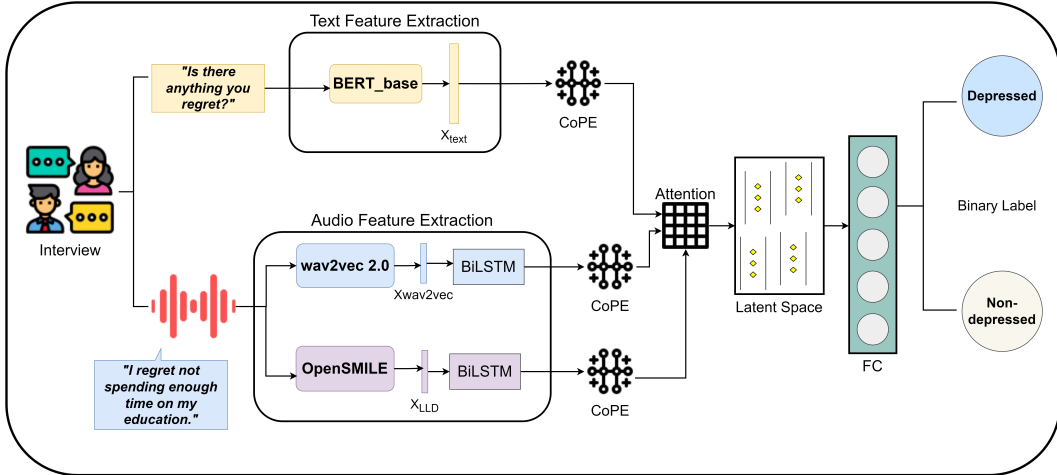 Text Feature Extraction
"Is there
anything you
regret?"
BERT_base
Xtext
CoPE
Interview
Audio Feature Extraction
wav2vec 2.0
Xwav2vec
BiLSTM
CoPE
"I regret not
spending enough
time on my
education."
OpenSMILE
XLLD
BiLSTM
CoPE
Attention
Latent Space
FC
Depressed
Binary Label
Non-
depressed